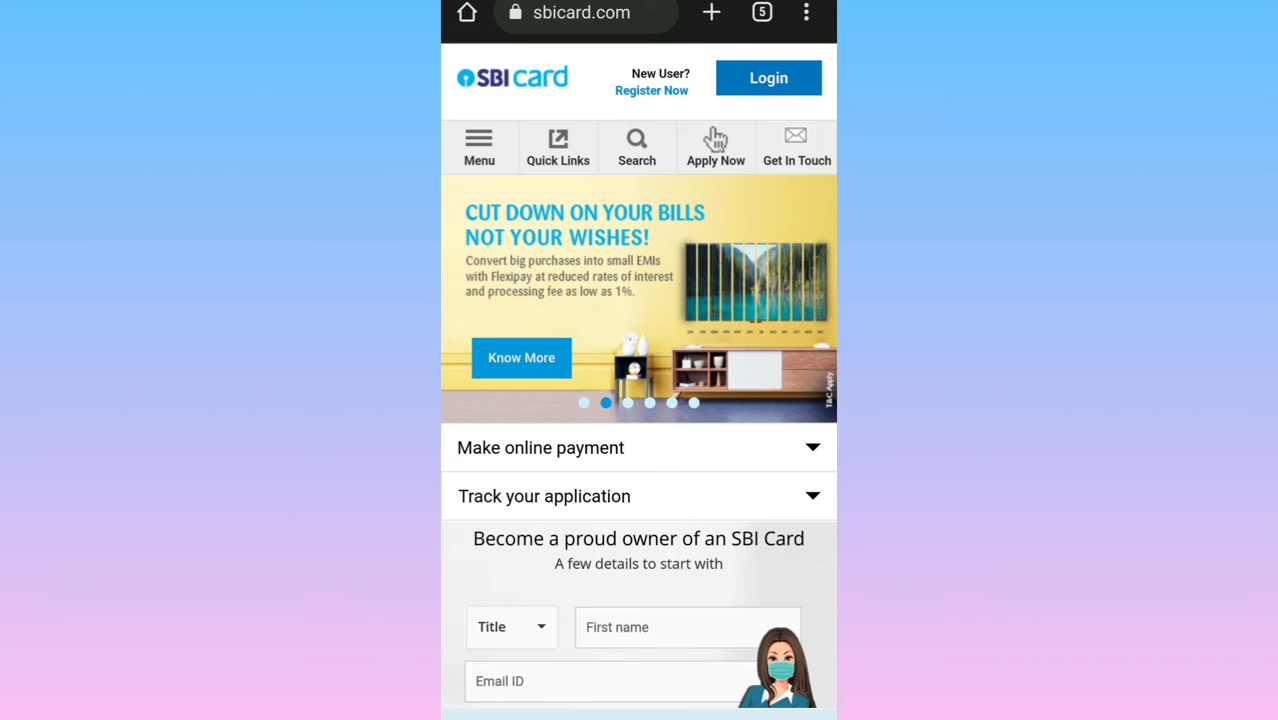 sbicard.com
5
SBI card
New User?
Register Now
Login
Menu
Quick Links
Search
Apply Now
Get In Touch
CUT DOWN ON YOUR BILLS
NOT YOUR WISHES!
Convert big purchases into small EMIs
with Flexipay at reduced rates of interest
and processing fee as low as 1%.
Know More
T&C Apply
Make online payment
Track your application
Become a proud owner of an SBI Card
A few details to start with
Title
First name
Email ID